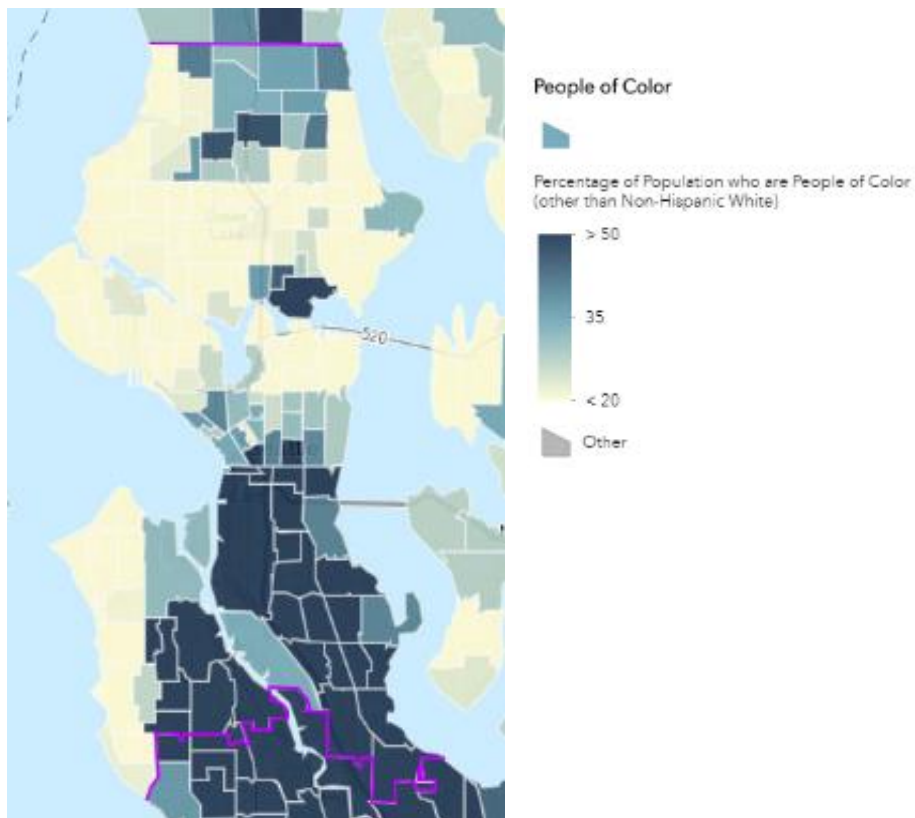 520
People of Color
Percentage of Population who are People of Color
(other than Non-Hispanic White)
> 50
35
< 20
Other